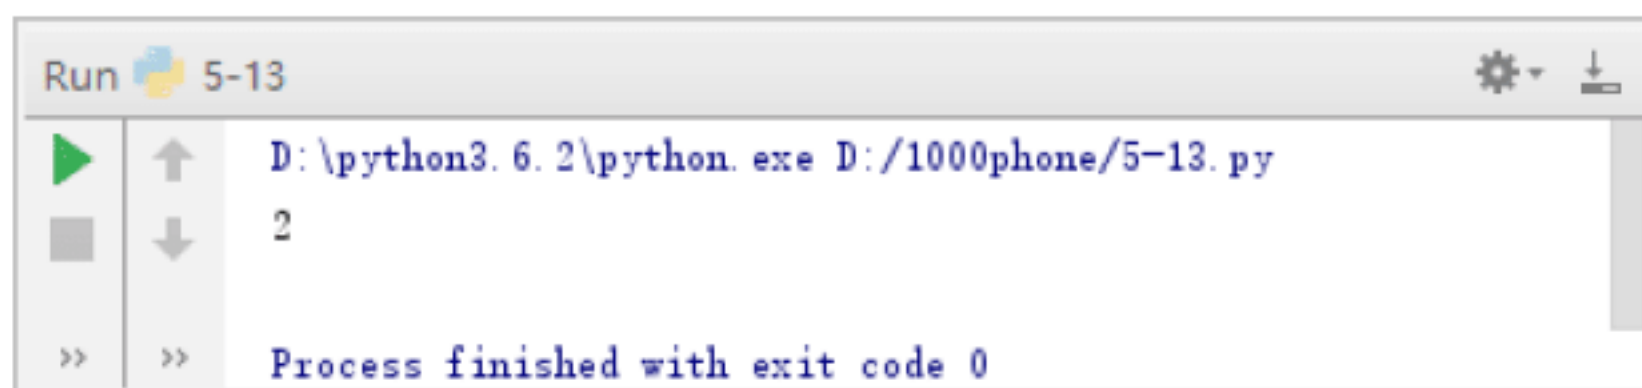 Run 5-13
D:\python3.6.2\python.exe D:/1000phone/5-13.py
2
Process finished with exit code 0